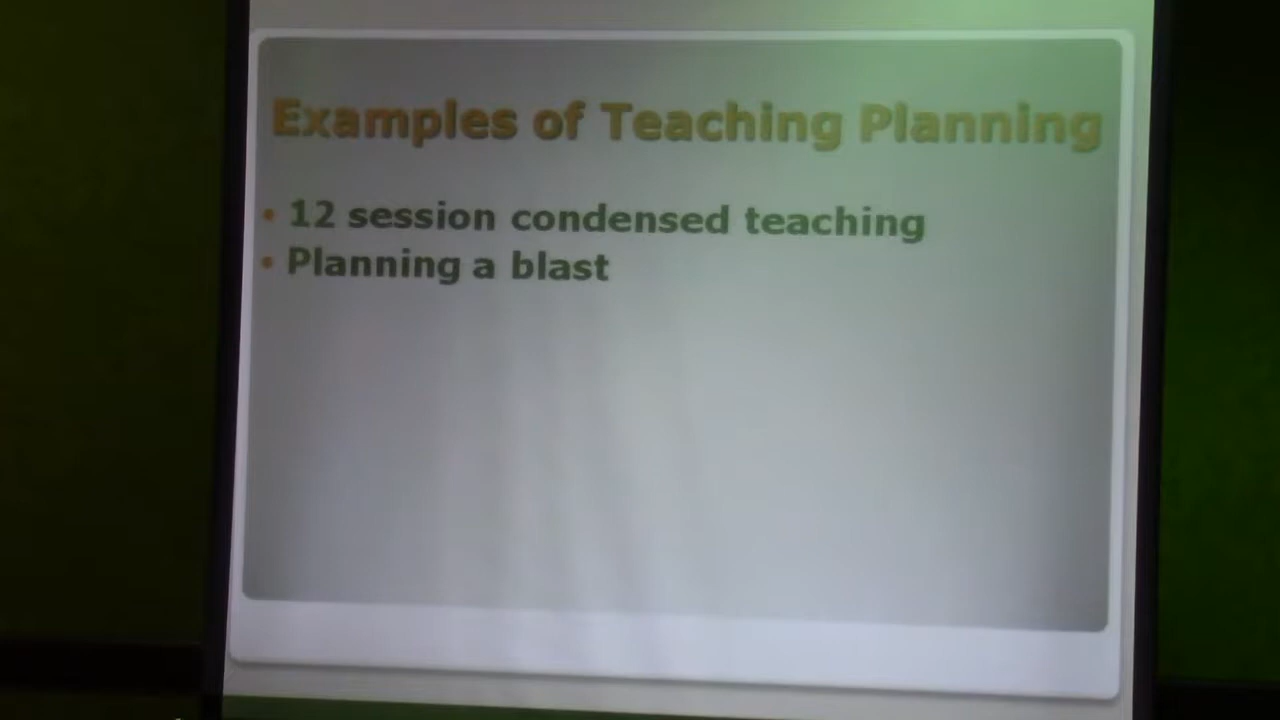 Examples of Teaching Planning
• 12 session condensed teaching
• Planning a blast